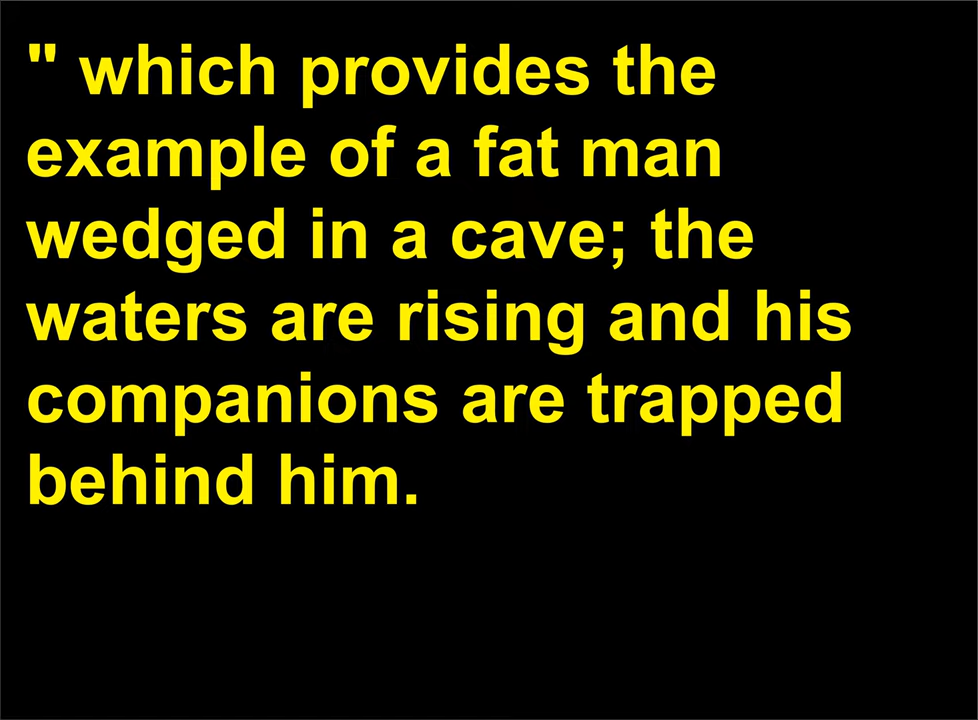 " which provides the
example of a fat man
wedged in a cave; the
waters are rising and his
companions are trapped
behind him.